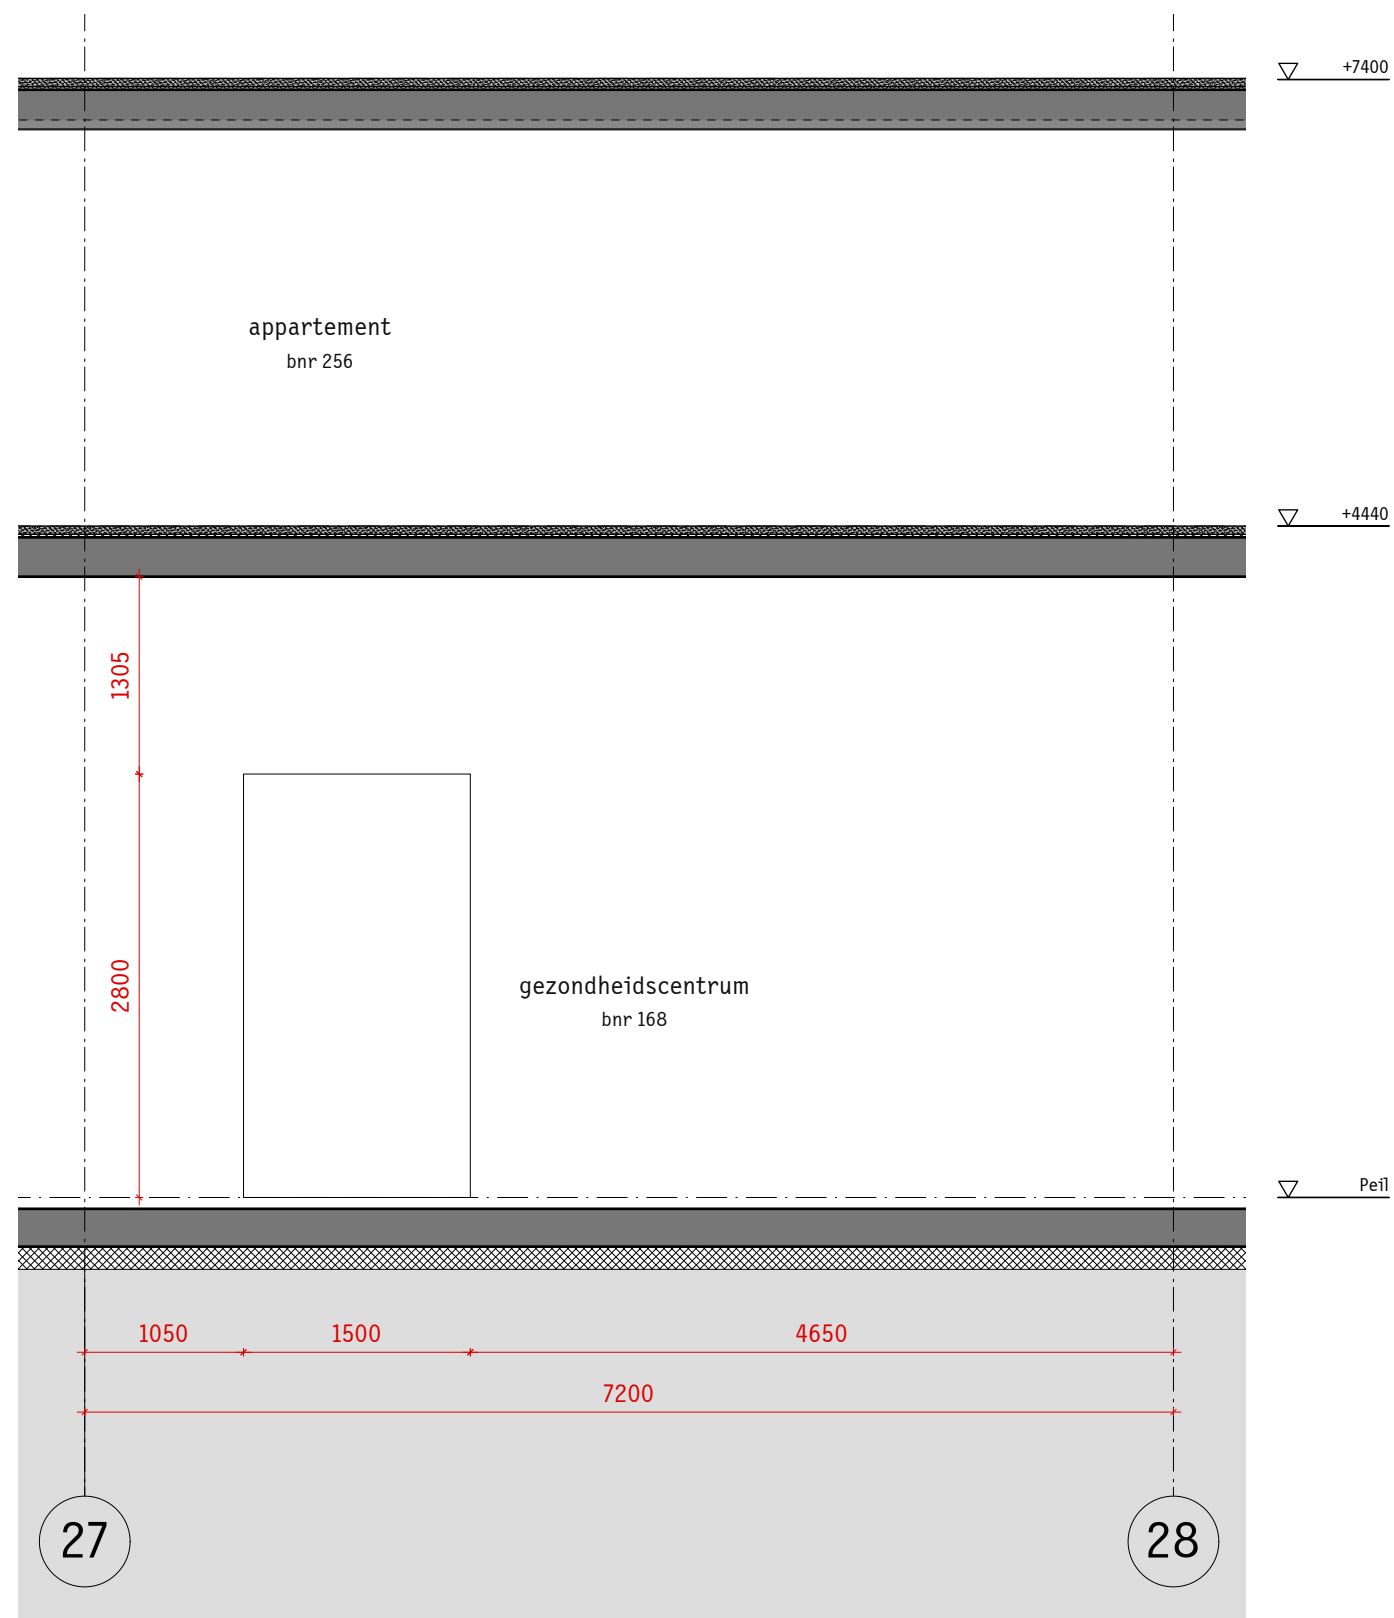 +7400
appartement
bnr 256
+4440
1305
2800
gezondheidscentrum
bnr 168
Peil
1050 1500 4650
7200
27 28